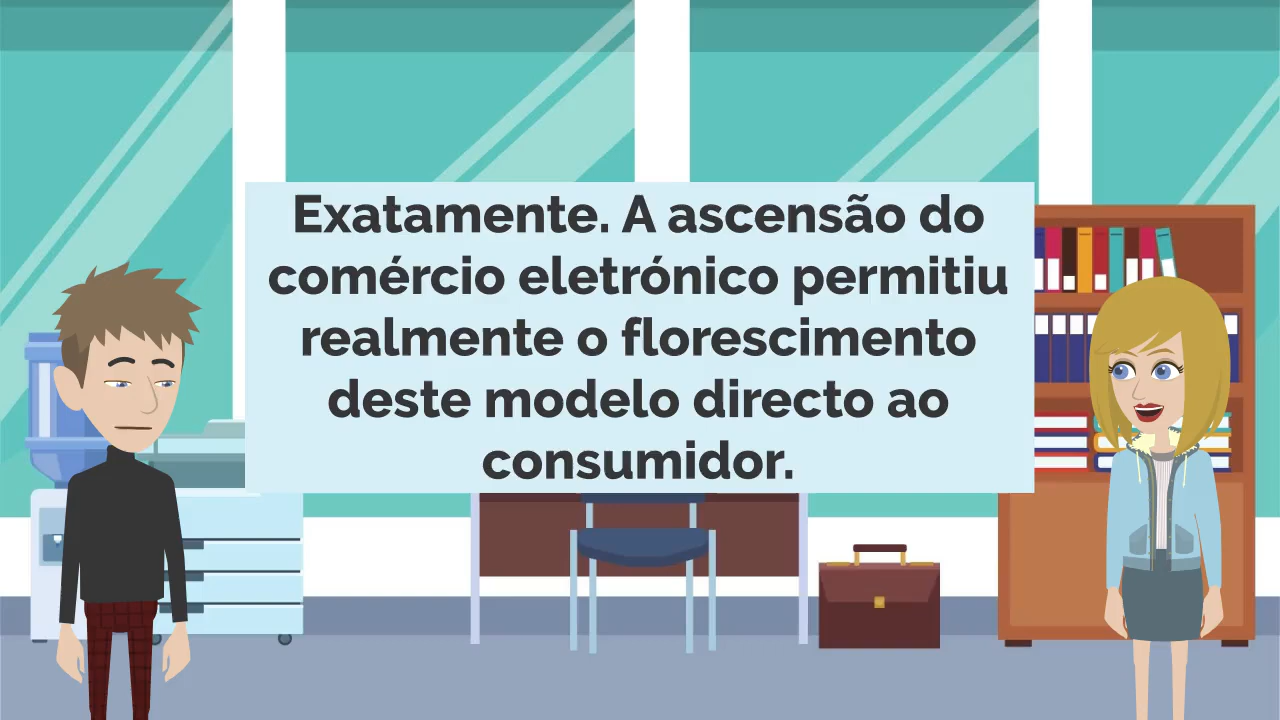 Exatamente. A ascensão do
comércio eletrónico permitiu
realmente o florescimento
deste modelo directo ao
consumidor.